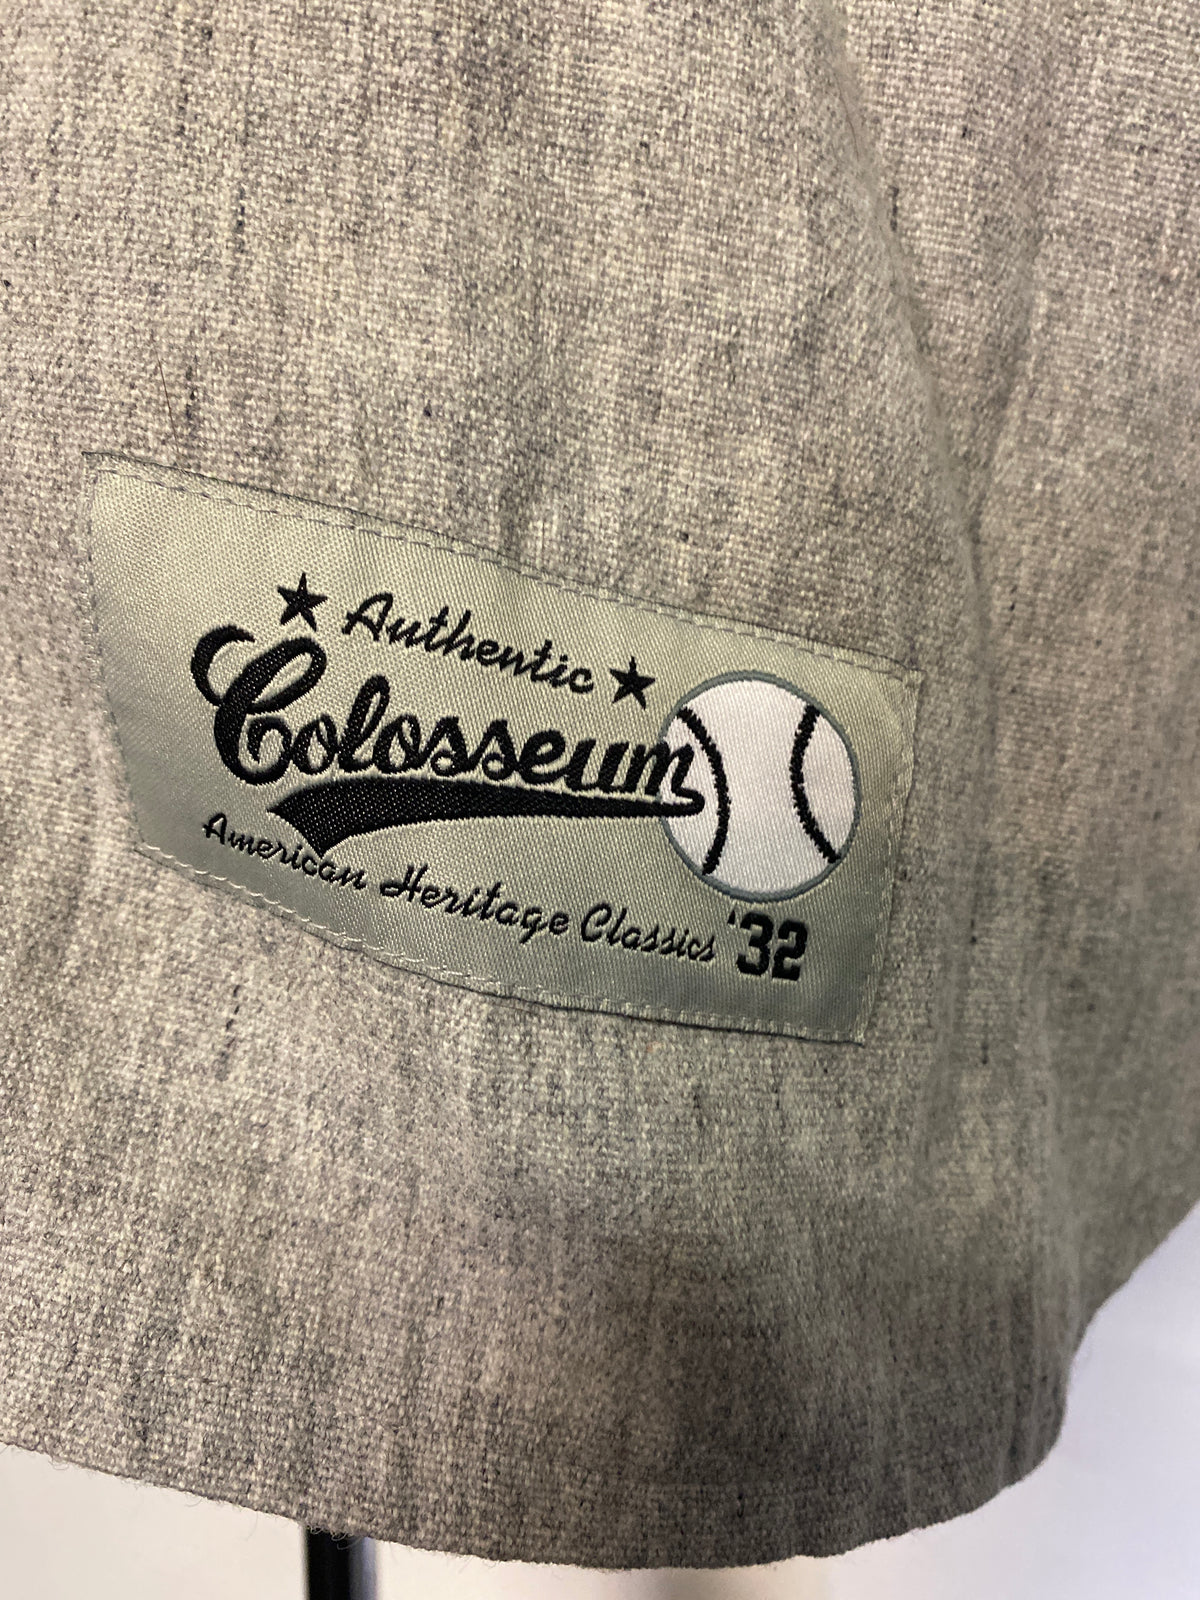 Authentic
Colosseum
American Heritage Classics '32